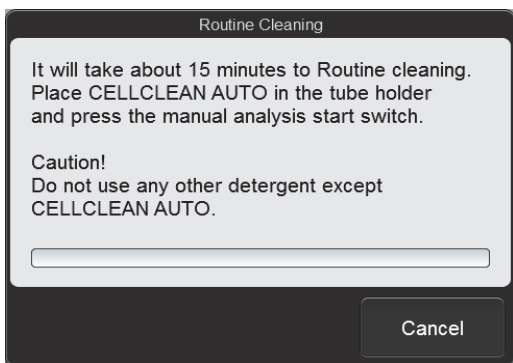 Routine Cleaning
It will take about 15 minutes to Routine cleaning.
Place CELLCLEAN AUTO in the tube holder
and press the manual analysis start switch.
Caution!
Do not use any other detergent except
CELLCLEAN AUTO.
Cancel